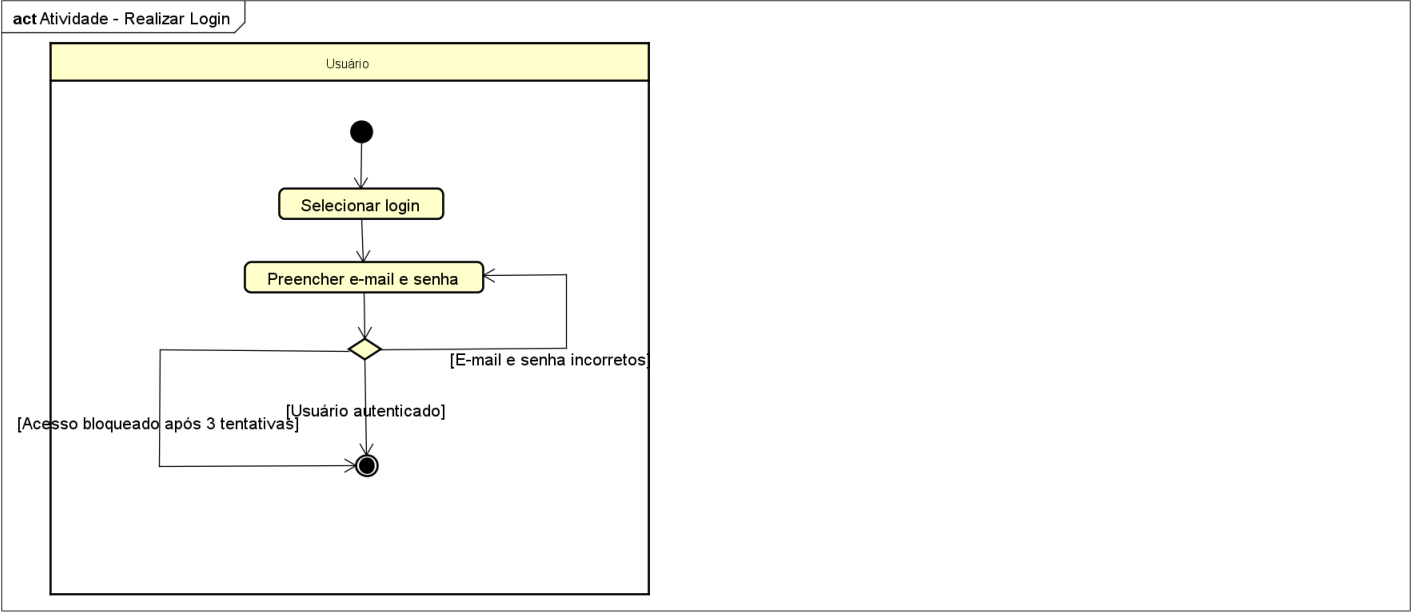 act Atividade - Realizar Login
Usuário
Selecionar login
Preencher e-mail e senha
[E-mail e senha incorretos]
[Usuário autenticado]
[Acesso bloqueado após 3 tentativas]